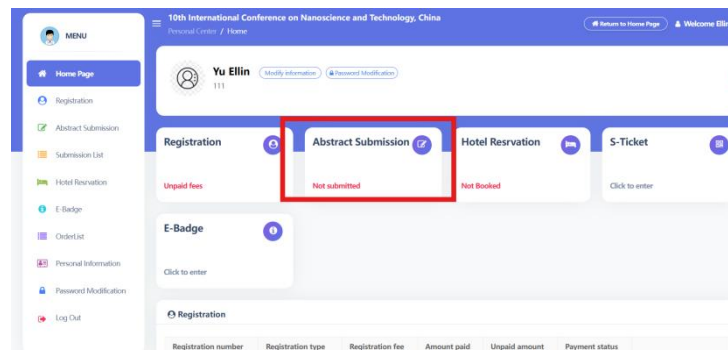 MENU
Home Page
Registration
Abstract Submission
Submission List
Hotel Resrvation
E-Badge
OrderList
Personal Information
Password Modification
Log Out
10th International Conference on Nanoscience and Technology, China
Personal Center / Home
Return to Home Page
Welcome Ellin
Yu Ellin
Modify Information
Password Modification
111
Registration
Unpaid fees
Abstract Submission
Not submitted
Hotel Resrvation
Not Booked
S-Ticket
Click to enter
E-Badge
Click to enter
Registration
Registration number Registration type Registration fee Amount paid Unpaid amount Payment status